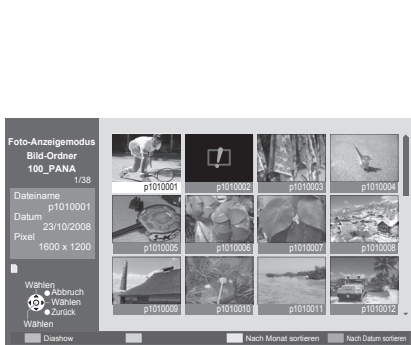 Foto-Anzeigemodus
Bild-Ordner
100_PANA
1/38
Dateiname
p1010001
Datum
23/10/2008
Pixel
1600 x 1200
Wählen
Abbruch
Wählen
Zurück
Wählen
p1010001
p1010002
p1010003
p1010004
p1010005
p1010006
p1010007
p1010008
p1010009
p1010010
p1010011
p1010012
Diashow
Nach Monat sortieren
Nach Datum sortieren